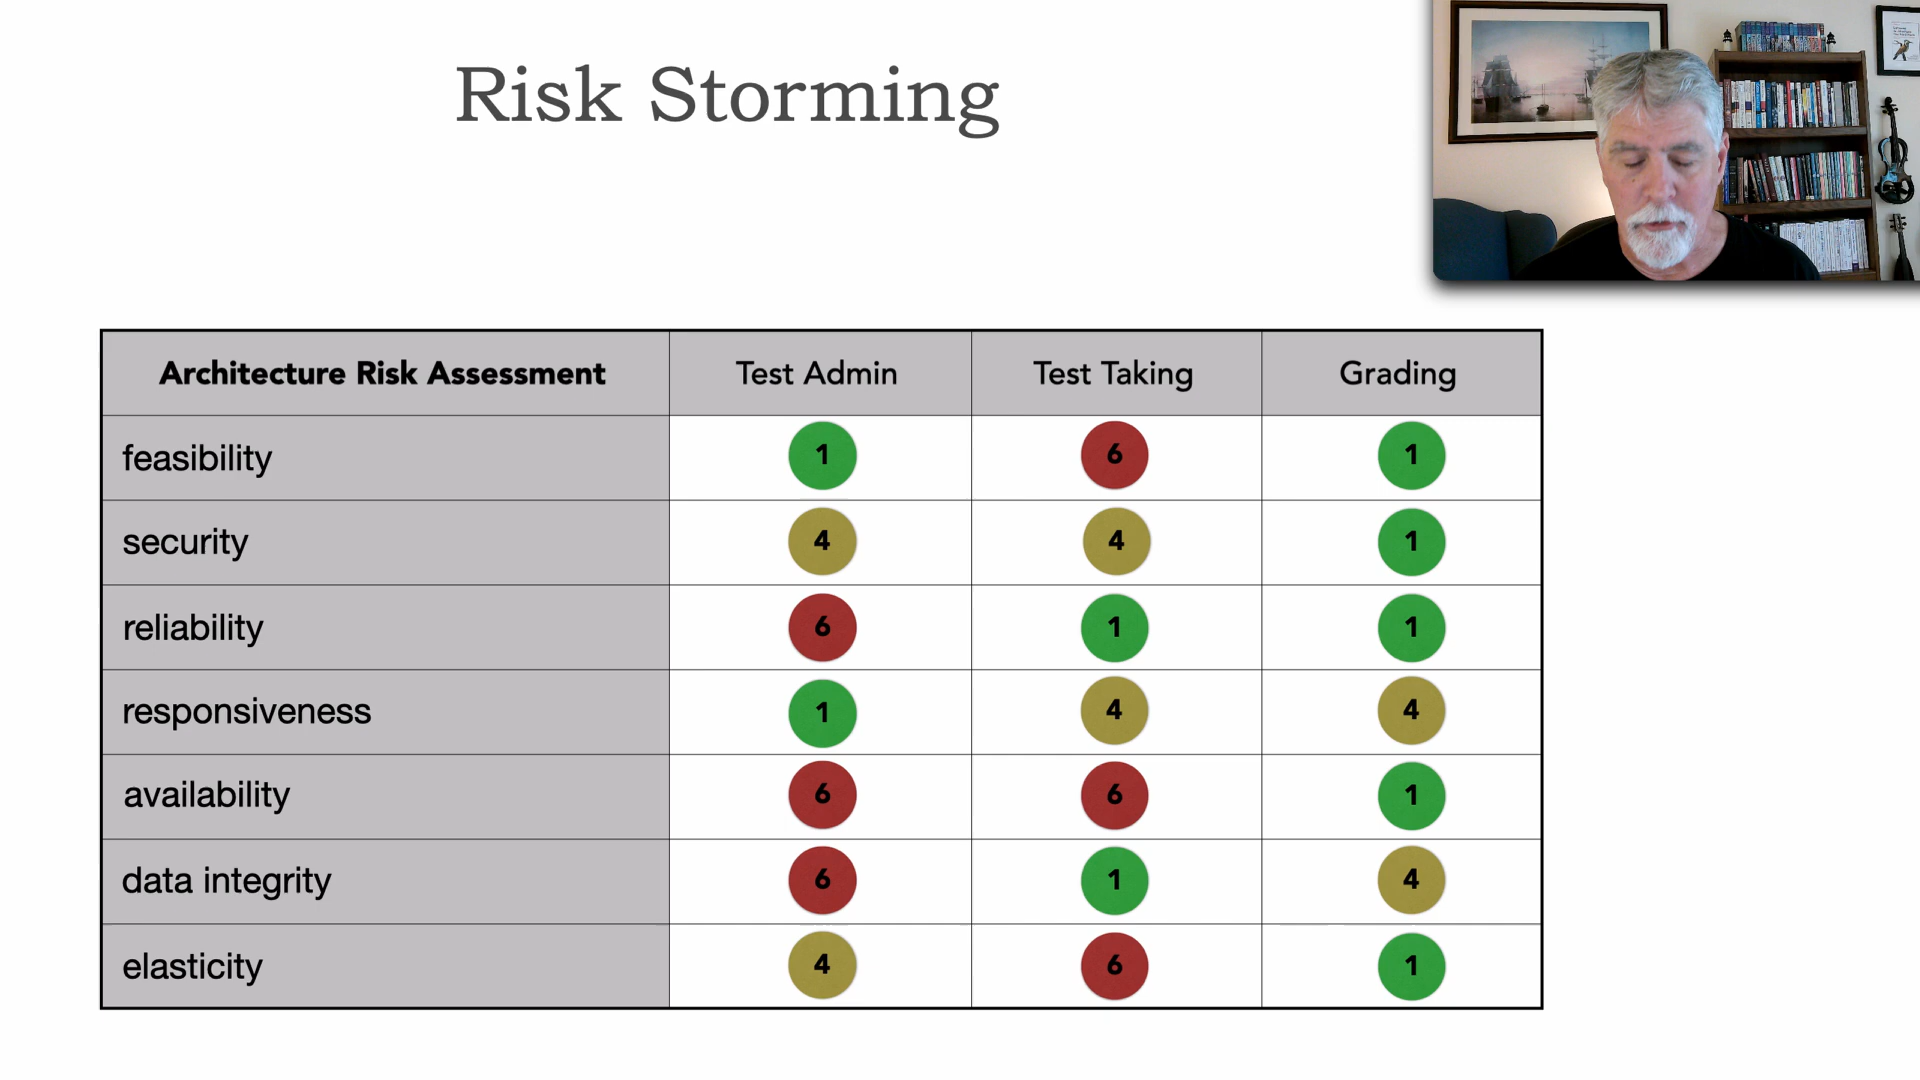 Risk Storming
Architecture Risk Assessment Test Admin Test Taking Grading
feasibility 1 6 1
security 4 4 1
reliability 6 1 1
responsiveness 1 4 4
availability 6 6 1
data integrity 6 1 4
elasticity 4 6 1